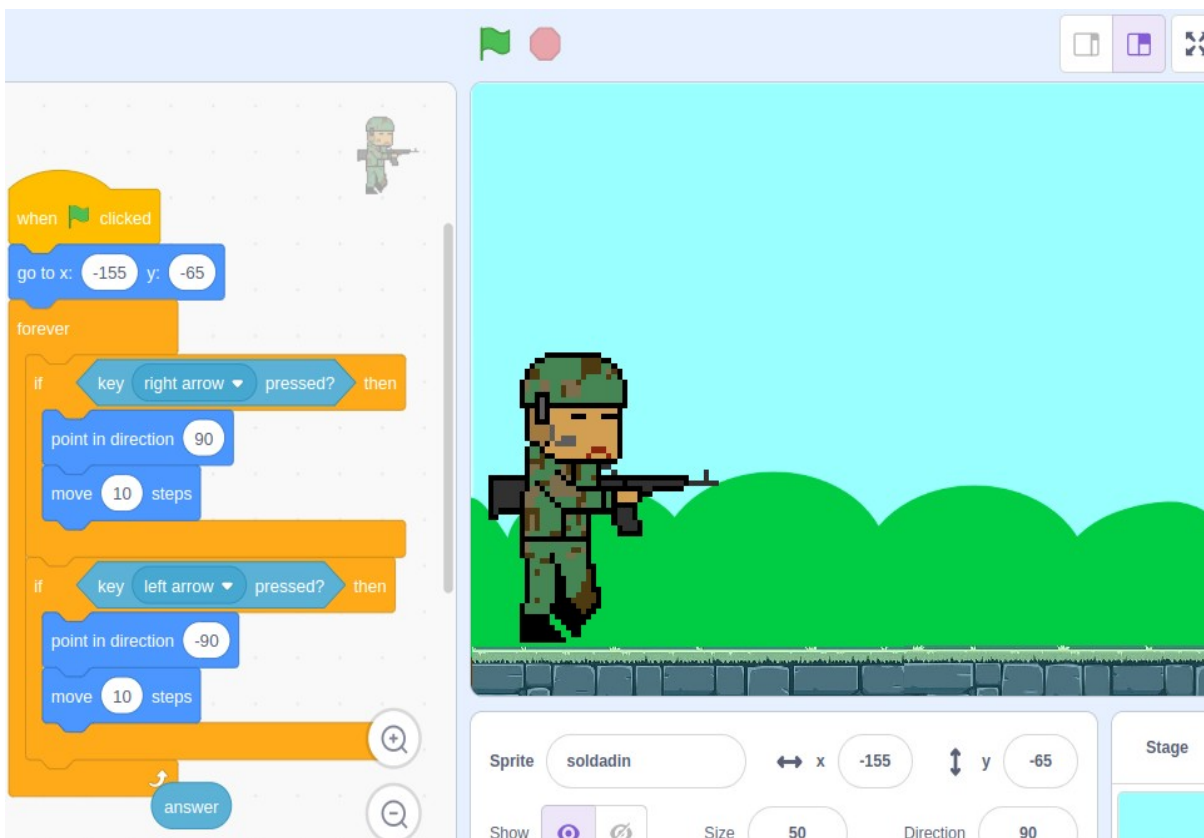 when clicked
go to x: -155 y: -65
forever
if key right arrow pressed? then
point in direction 90
move 10 steps
if key left arrow pressed? then
point in direction -90
move 10 steps
answer
Sprite soldadin x -155 y -65
Show Size 50 Direction 90
Stage